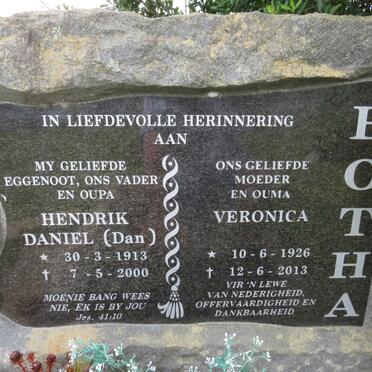 IN LIEFDEVOLLE HERINNERING
AAN
MY GELIEFDE
EGGENOOT, ONS VADER
EN OUPA
HENDRIK
DANIEL (Dan)
★ 30-3-1913
† 7-5-2000
MOENIE BANG WEES
NIE, EK IS BY JOU
Jes. 41:10
ONS GELIEFDE
MOEDER
EN OUMA
VERONICA
★ 10-6-1926
† 12-6-2013
VIR 'N LEWE
VAN NEDERIGHEID,
OFFERVAARDIGHEID EN
DANKBAARHEID
BOTHA